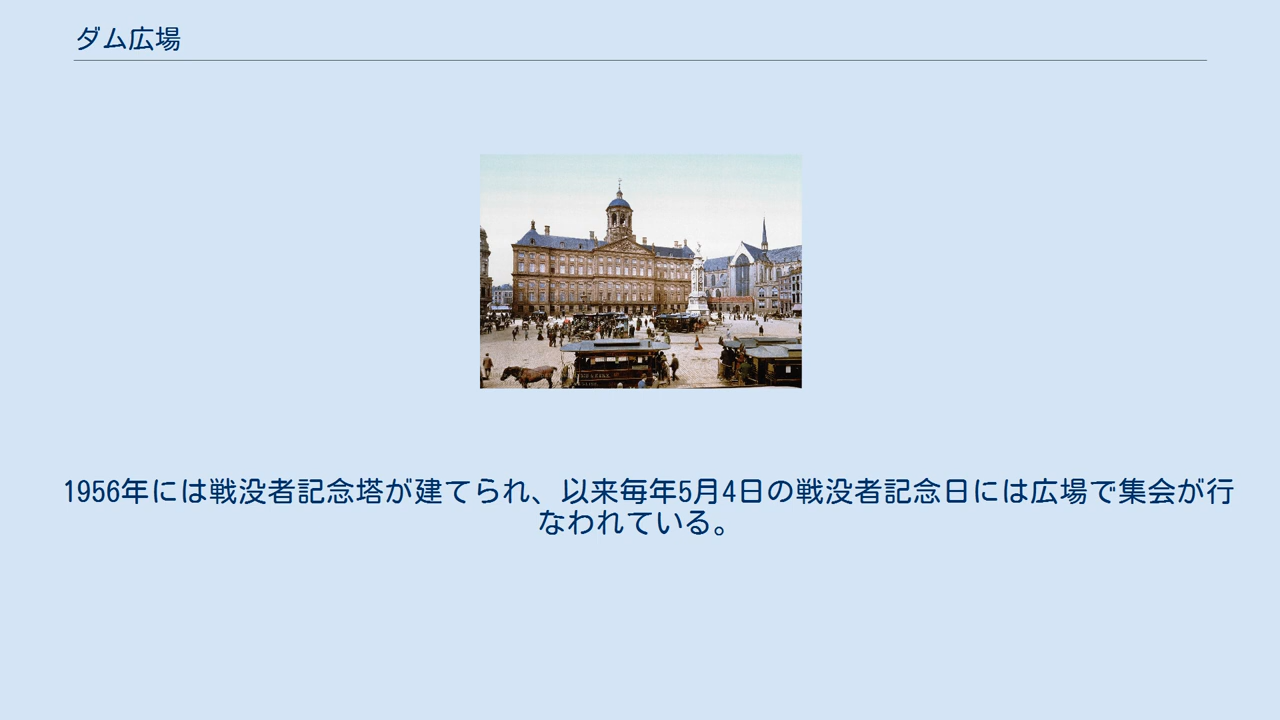 ダム広場
1956年には戦没者記念塔が建てられ、以来毎年5月4日の戦没者記念日には広場で集会が行
なわれている。